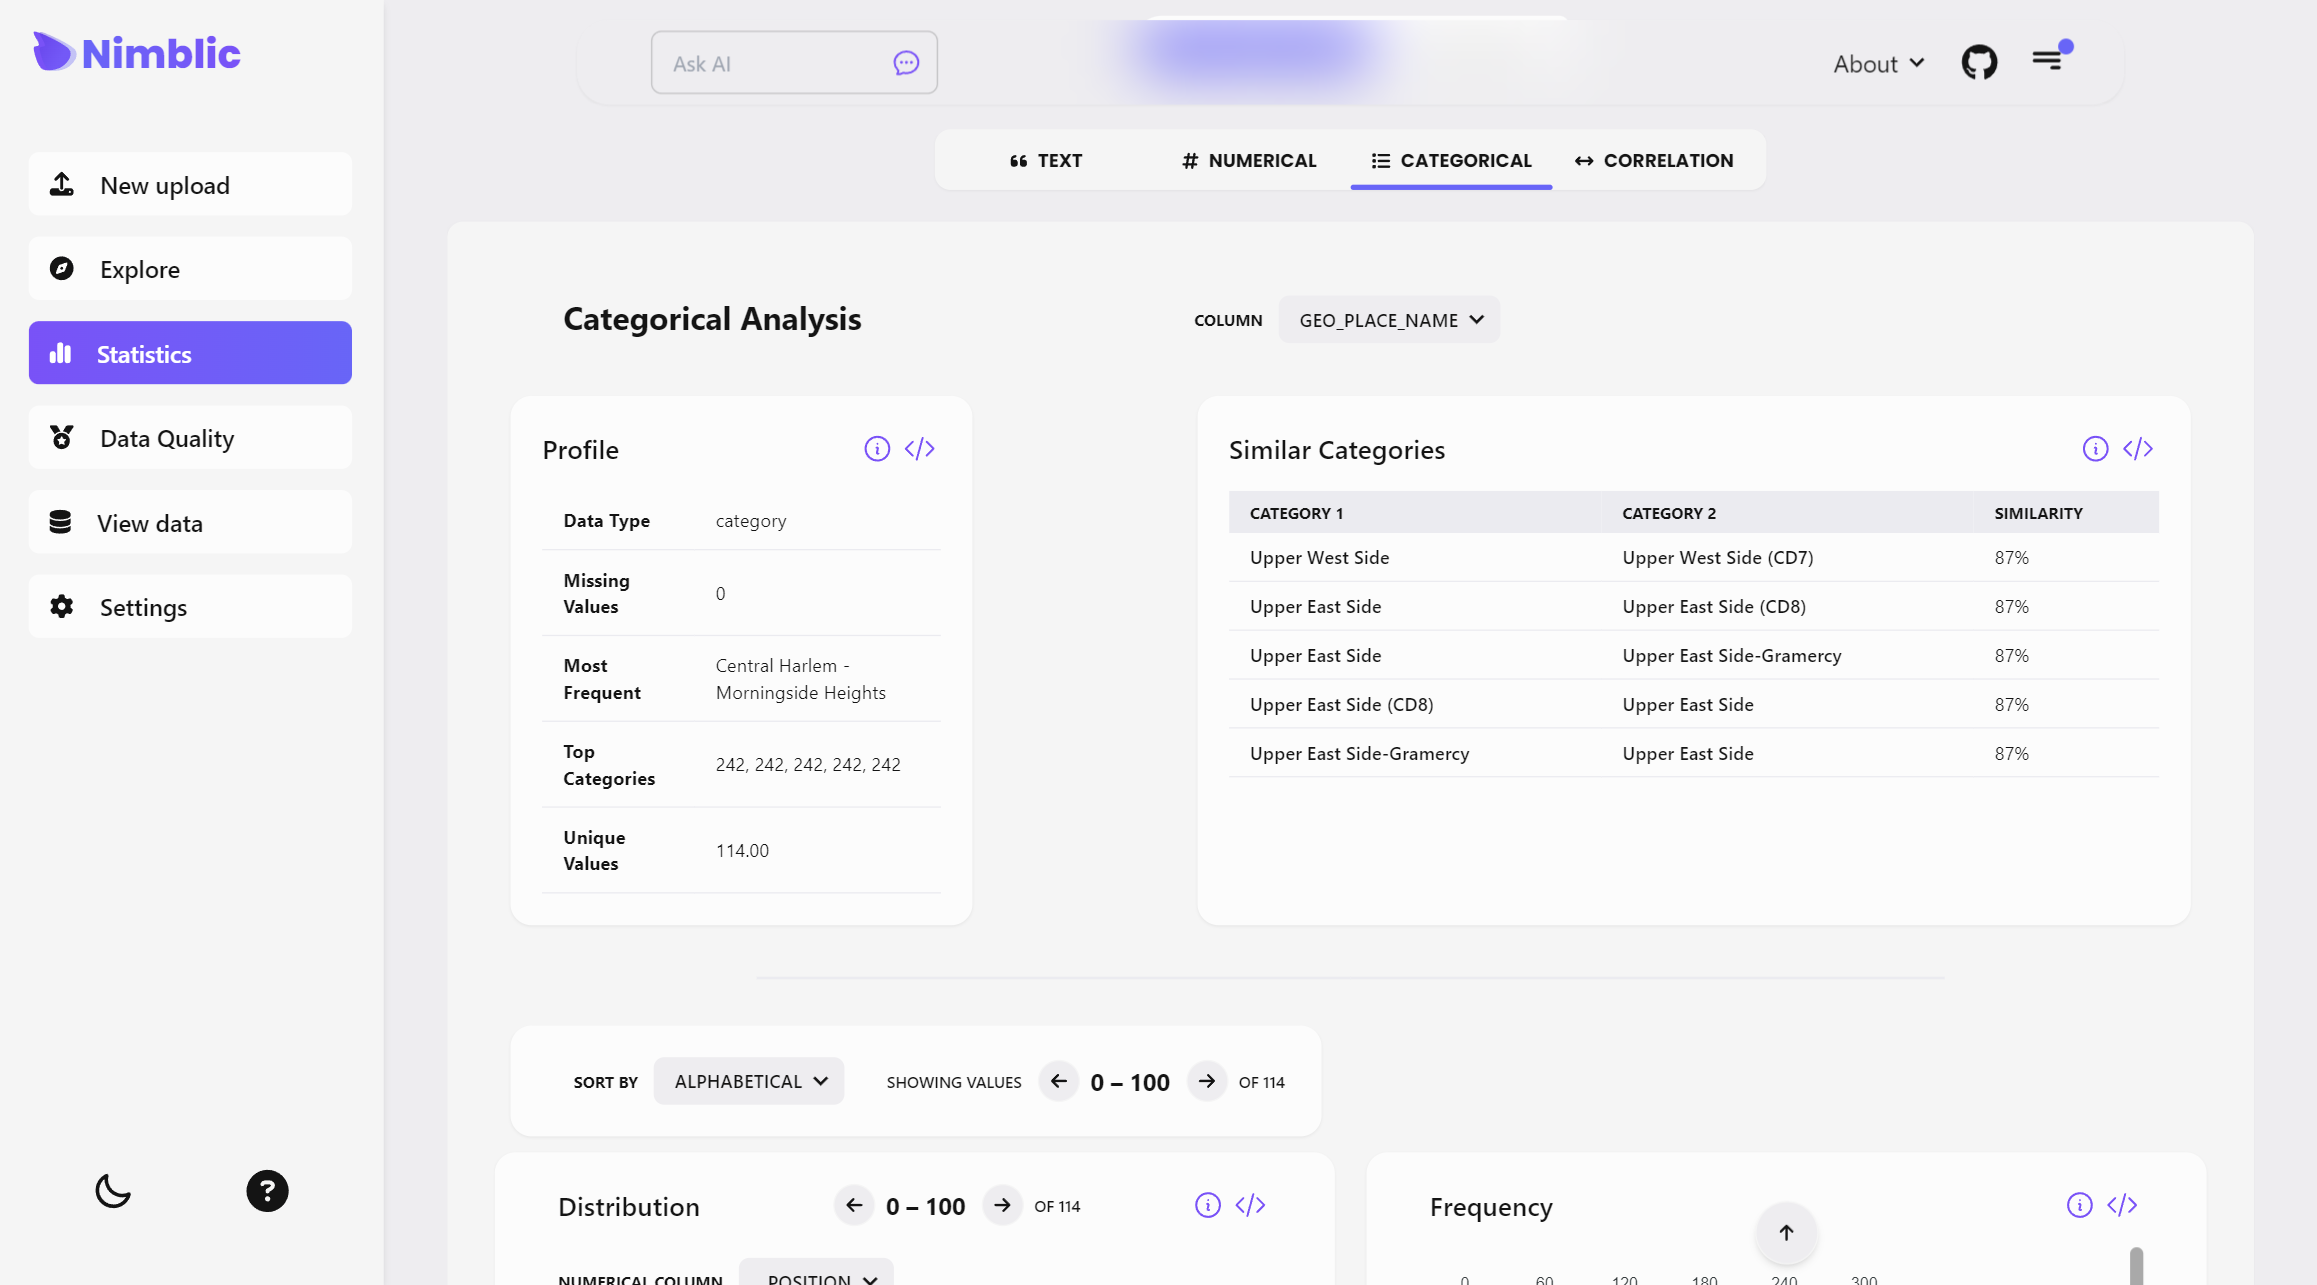 Nimblic
Ask AI
About
New upload
Explore
Statistics
Data Quality
View data
Settings
?
TEXT
NUMERICAL
CATEGORICAL
CORRELATION
Categorical Analysis
COLUMN
GEO_PLACE_NAME
Profile
Data Type category
Missing
Values
0
Most
Frequent
Central Harlem -
Morningside Heights
Top
Categories
242, 242, 242, 242, 242
Unique
Values
114.00
Similar Categories
CATEGORY 1 CATEGORY 2 SIMILARITY
Upper West Side Upper West Side (CD7) 87%
Upper East Side Upper East Side (CD8) 87%
Upper East Side Upper East Side-Gramercy 87%
Upper East Side (CD8) Upper East Side 87%
Upper East Side-Gramercy Upper East Side 87%
SORT BY ALPHABETICAL SHOWING VALUES 0 – 100 OF 114
Distribution 0 – 100 OF 114
NUMERICAL COLUMN POSITION
Frequency
0 60 120 180 240 300